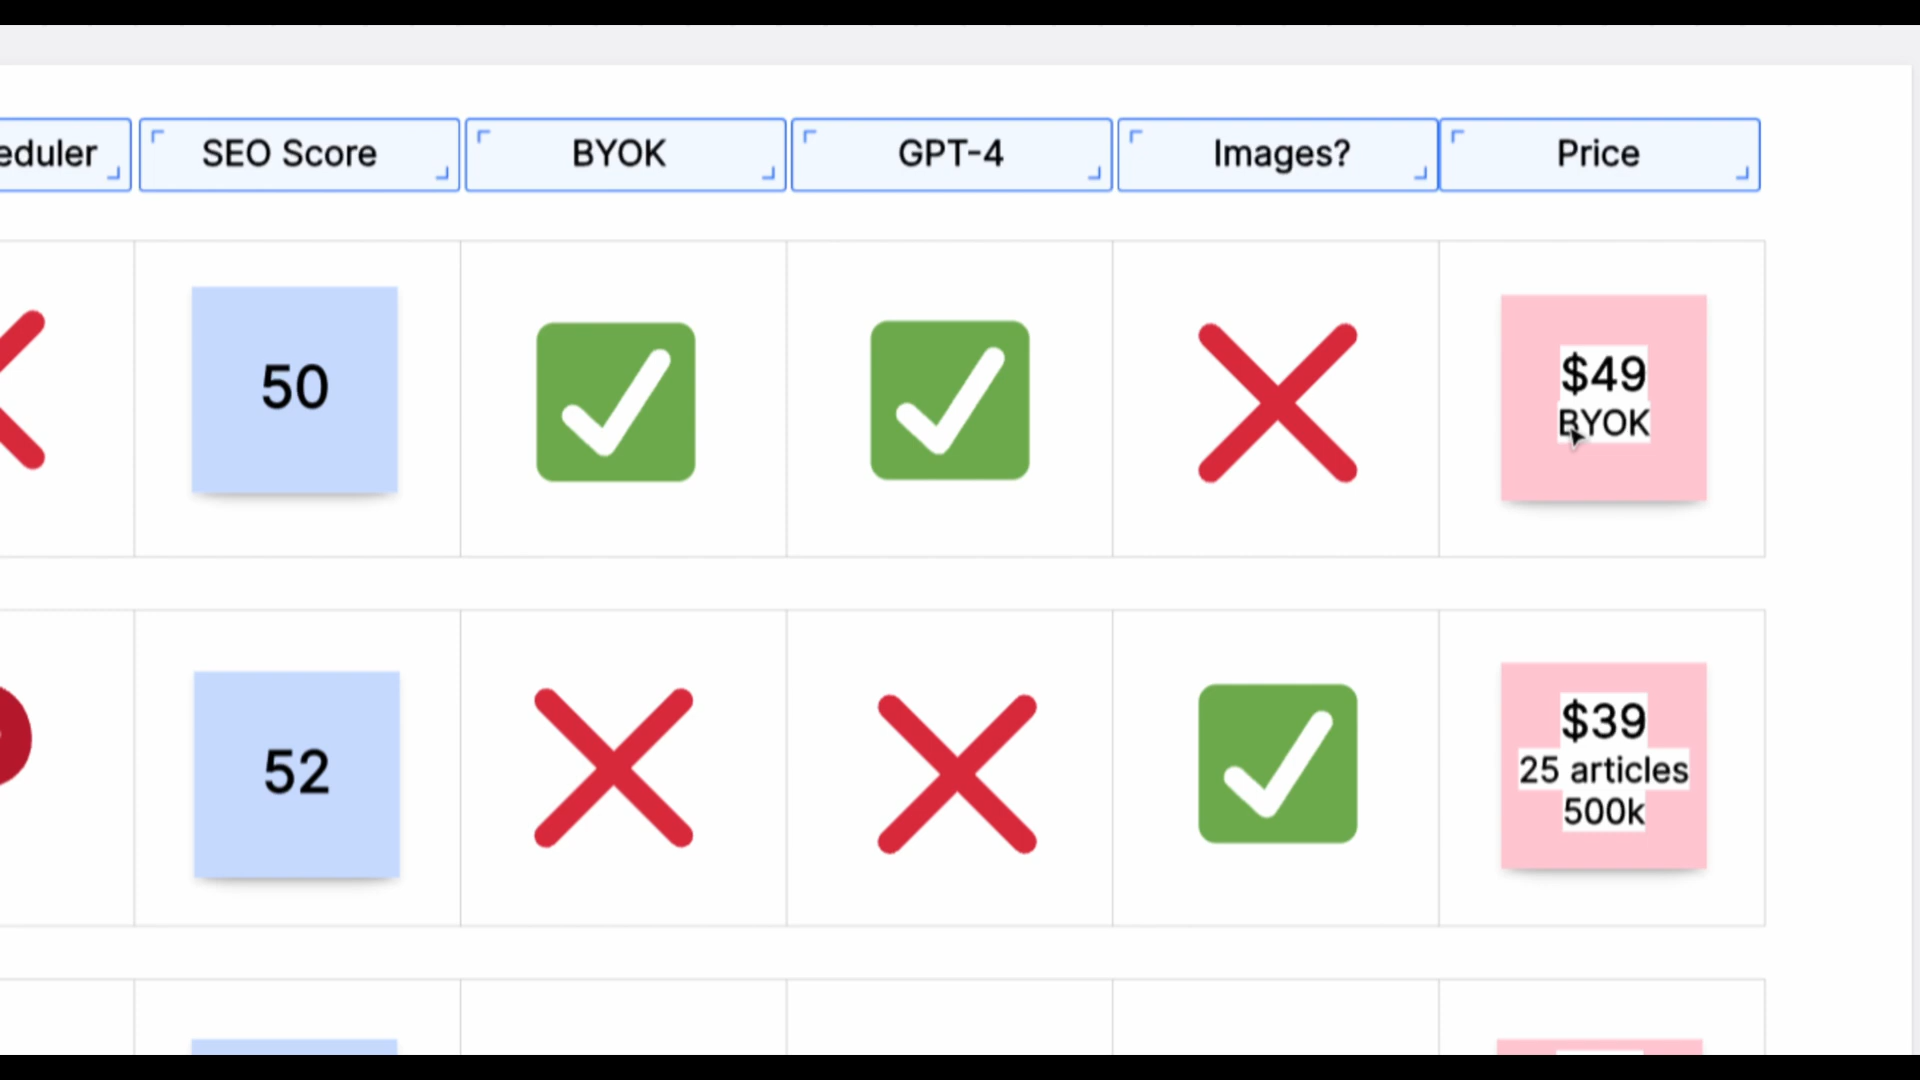 eduler
SEO Score
BYOK
GPT-4
Images?
Price
50
$49
BYOK
52
$39
25 articles
500k